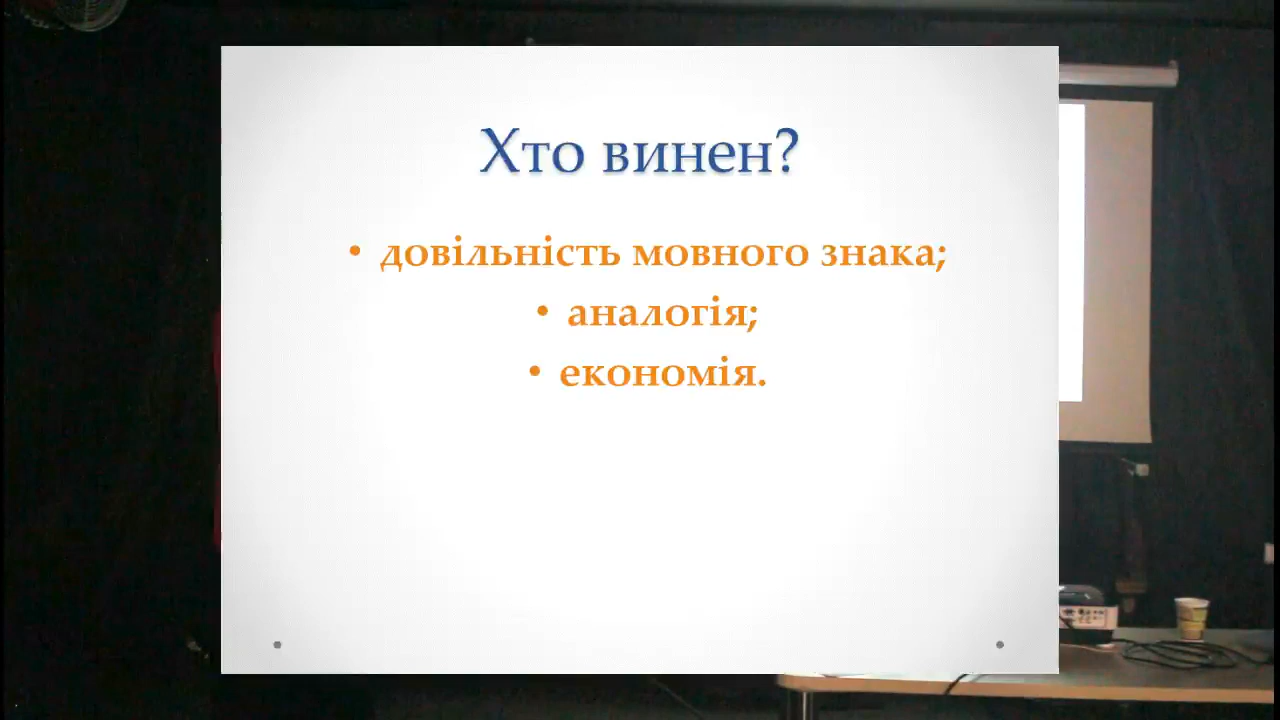 Хто винен?
• довільність мовного знака;
• аналогія;
• економія.